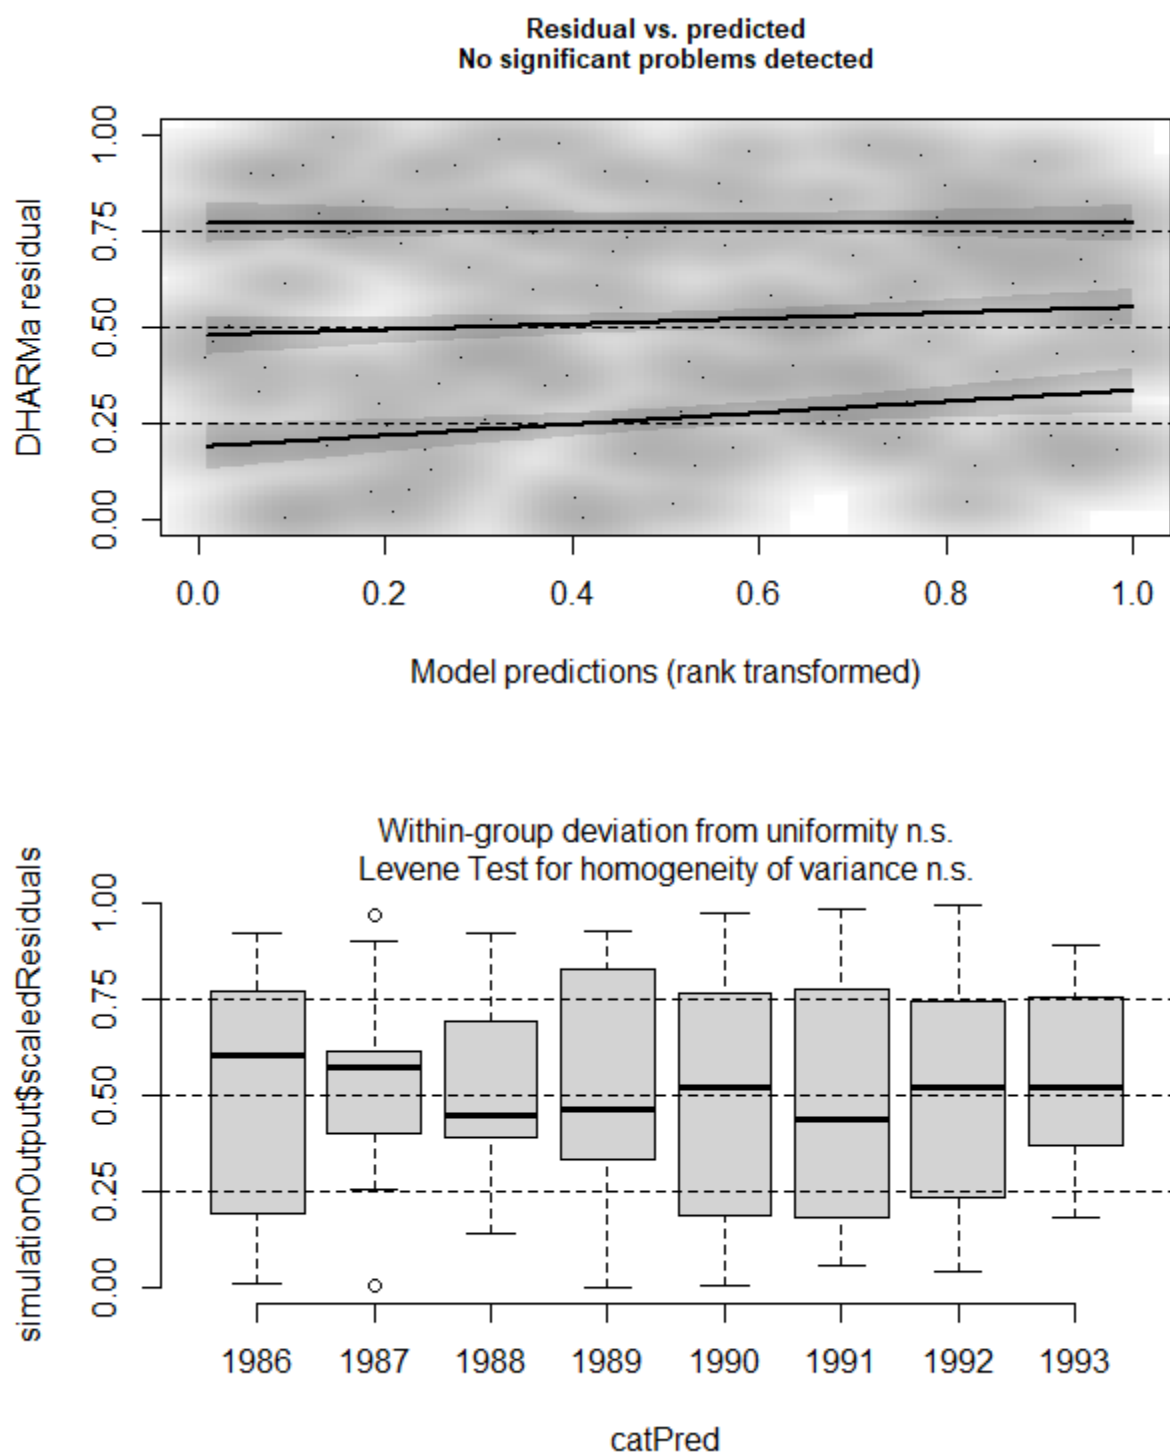 Residual vs. predicted
No significant problems detected
DHARMa residual
1.00
0.75
0.50
0.25
0.00
0.0 0.2 0.4 0.6 0.8 1.0
Model predictions (rank transformed)
Within-group deviation from uniformity n.s.
Levene Test for homogeneity of variance n.s.
simulationOutput$scaledResiduals
1.00
0.75
0.50
0.25
0.00
1986 1987 1988 1989 1990 1991 1992 1993
catPred